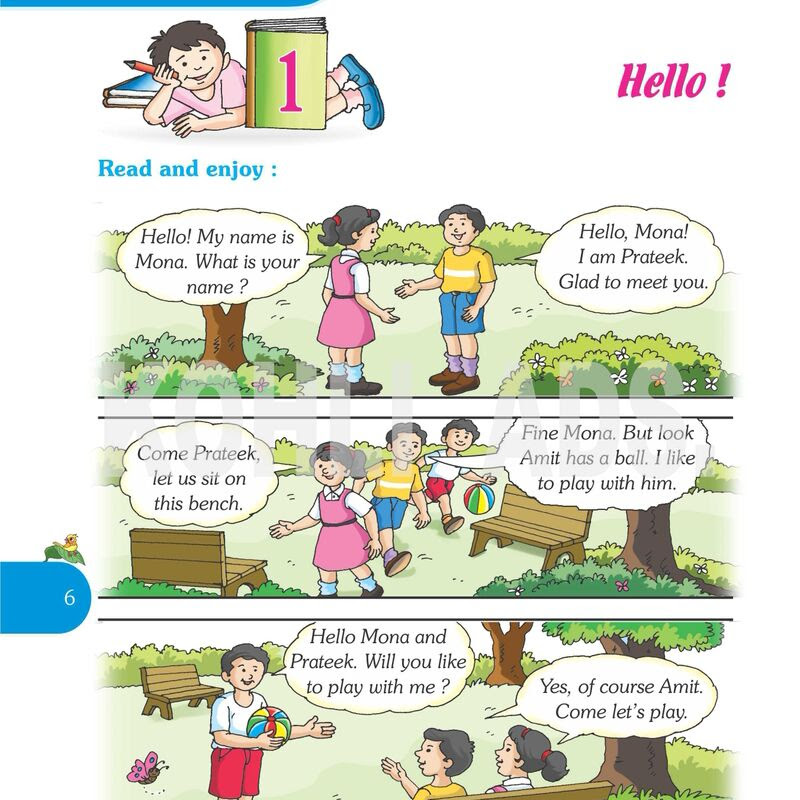 1
Hello !
Read and enjoy :
Hello! My name is
Mona. What is your
name ?
Hello, Mona!
I am Prateek.
Glad to meet you.
Come Prateek,
let us sit on
this bench.
Fine Mona. But look
Amit has a ball. I like
to play with him.
6
Hello Mona and
Prateek. Will you like
to play with me ?
Yes, of course Amit.
Come let's play.
KOHLI ADS